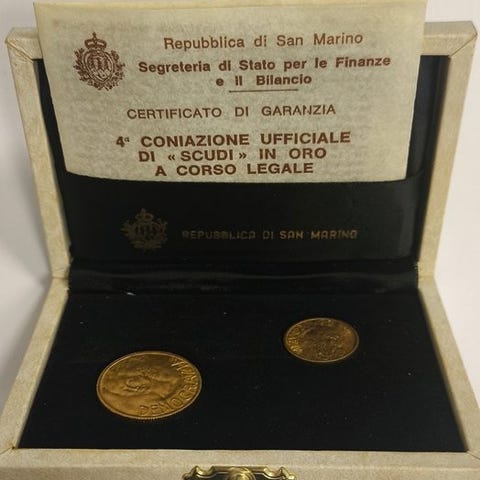 Repubblica di San Marino
Segreteria di Stato per le Finanze
e Il Bilancio
CERTIFICATO DI GARANZIA
4ª CONIAZIONE UFFICIALE
DI «SCUDI» IN ORO
A CORSO LEGALE
REPUBBLICA DI SAN MARINO